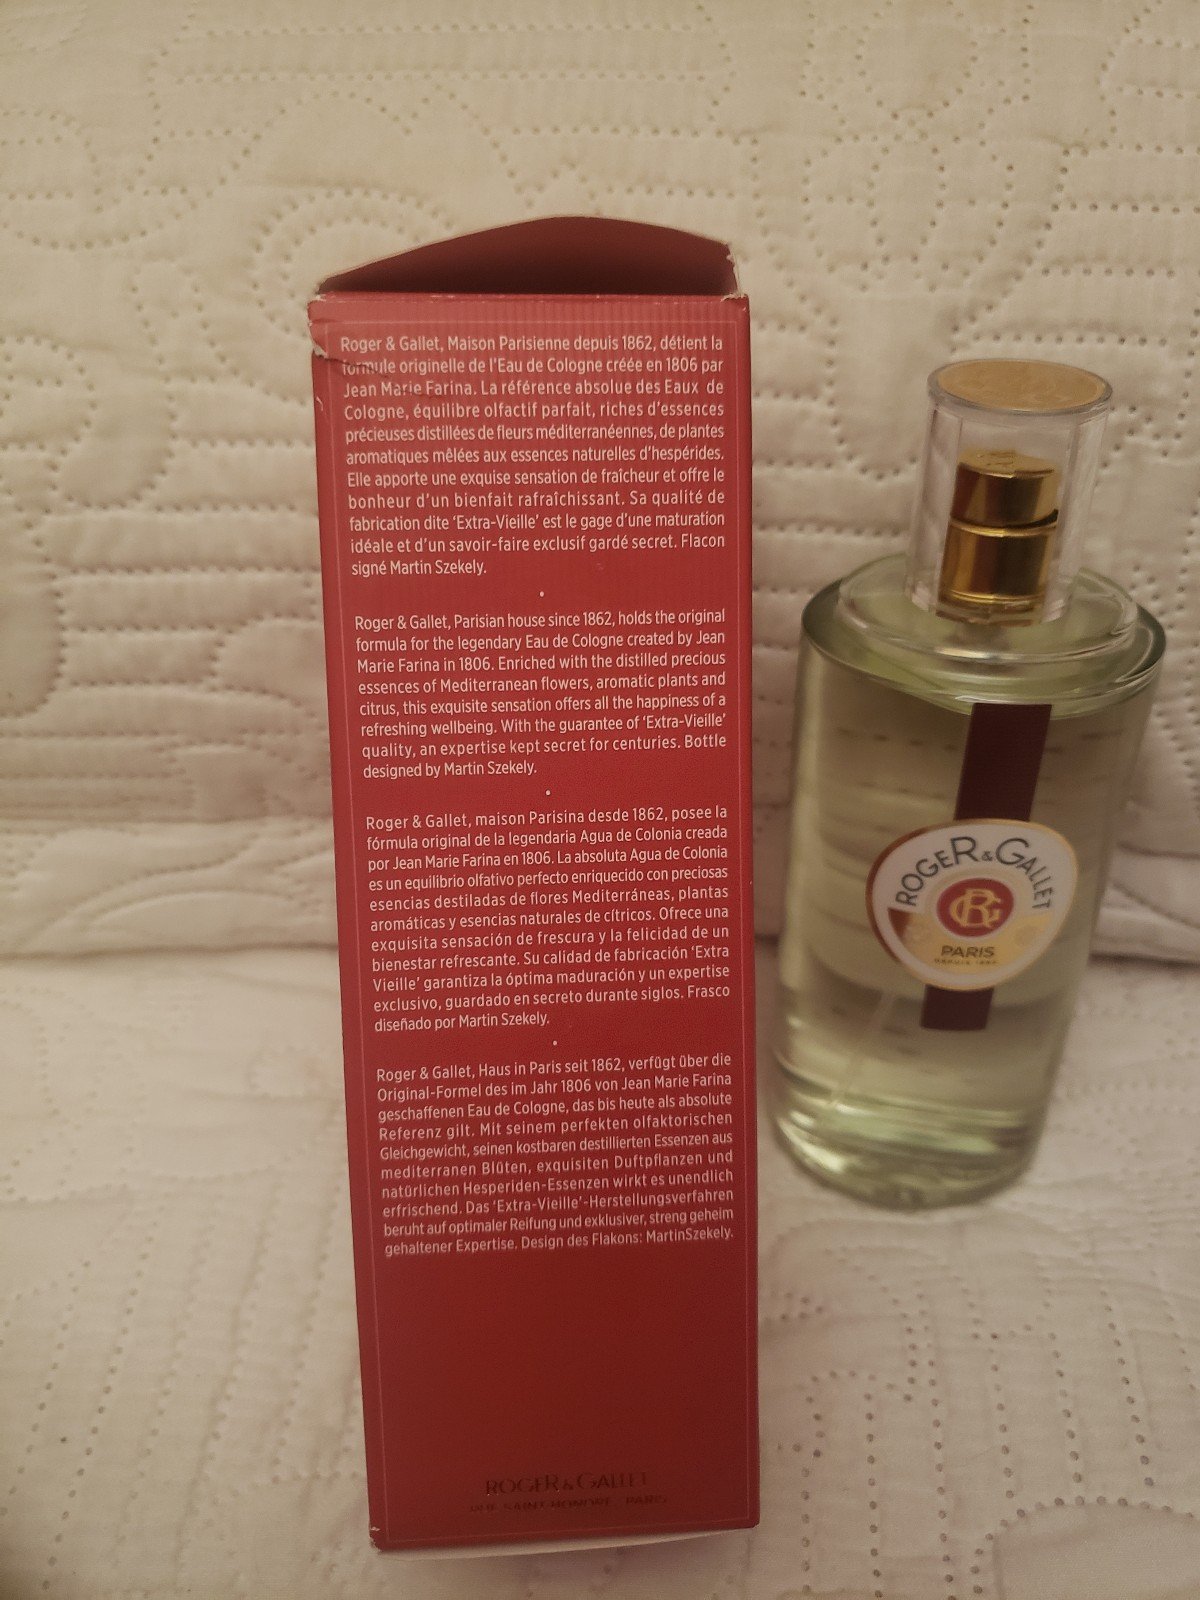 Roger & Gallet, Maison Parisienne depuis 1862, détient la
formule originelle de l'Eau de Cologne créée en 1806 par
Jean Marie Farina. La référence absolue des Eaux de
Cologne, équilibre olfactif parfait, riches d'essences
précieuses distillées de fleurs méditerranéennes, de plantes
aromatiques mêlées aux essences naturelles d'hespérides.
Elle apporte une exquise sensation de fraîcheur et offre le
bonheur d'un bienfait rafraîchissant. Sa qualité de
fabrication dite 'Extra-Vieille' est le gage d'une maturation
idéale et d'un savoir-faire exclusif gardé secret. Flacon
signé Martin Szekely.
Roger & Gallet, Parisian house since 1862, holds the original
formula for the legendary Eau de Cologne created by Jean
Marie Farina in 1806. Enriched with the distilled precious
essences of Mediterranean flowers, aromatic plants and
citrus, this exquisite sensation offers all the happiness of a
refreshing wellbeing. With the guarantee of 'Extra-Vieille'
quality, an expertise kept secret for centuries. Bottle
designed by Martin Szekely.
Roger & Gallet, maison Parisina desde 1862, posee la
fórmula original de la legendaria Agua de Colonia creada
por Jean Marie Farina en 1806. La absoluta Agua de Colonia
es un equilibrio olfativo perfecto enriquecido con preciosas
esencias destiladas de flores Mediterráneas, plantas
aromáticas y esencias naturales de cítricos. Ofrece una
exquisita sensación de frescura y la felicidad de un
bienestar refrescante. Su calidad de fabricación 'Extra
Vieille' garantiza la óptima maduración y un expertise
exclusivo, guardado en secreto durante siglos. Frasco
diseñado por Martin Szekely.
Roger & Gallet, Haus in Paris seit 1862, verfügt über die
Original-Formel des im Jahr 1806 von Jean Marie Farina
geschaffenen Eau de Cologne, das bis heute als absolute
Referenz gilt. Mit seinem perfekten olfaktorischen
Gleichgewicht, seinen kostbaren destillierten Essenzen aus
mediterranen Blüten, exquisiten Duftpflanzen und
natürlichen Hesperiden-Essenzen wirkt es unendlich
erfrischend. Das 'Extra-Vieille'-Herstellungsverfahren
beruht auf optimaler Reifung und exklusiver, streng geheim
gehaltener Expertise. Design des Flakons: MartinSzekely.
ROGER & GALLET
RUE SAINT HONORÉ - PARIS
ROGER & GALLET
RG
PARIS
DEPUIS 1862